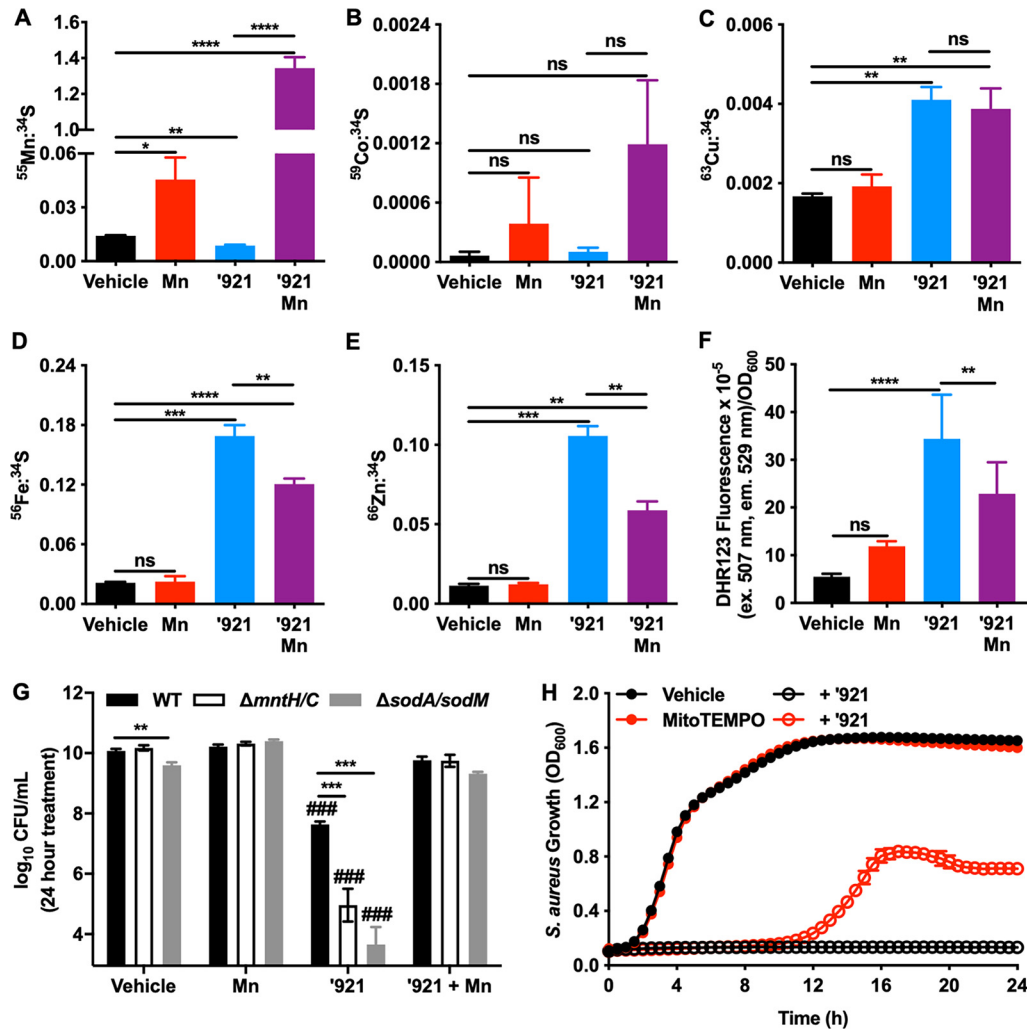 A
55Mn:34S
1.6
1.4
1.2
1.0
0.06
0.03
0.00
****
****
**
*
Vehicle Mn '921 '921 Mn
B
59Co:34S
0.0024
0.0018
0.0012
0.0006
0.0000
ns
ns
ns
ns
Vehicle Mn '921 '921 Mn
C
63Cu:34S
0.006
0.004
0.002
0.000
ns
**
**
ns
Vehicle Mn '921 '921 Mn
D
56Fe:34S
0.24
0.18
0.12
0.06
0.00
**
****
***
ns
Vehicle Mn '921 '921 Mn
E
66Zn:34S
0.15
0.10
0.05
0.00
**
**
***
ns
Vehicle Mn '921 '921 Mn
F
DHR123 Fluorescence x 10-5
(ex. 507 nm, em. 529 nm)/OD600
50
40
30
20
10
0
****
**
ns
Vehicle Mn '921 '921 Mn
G
WT ΔmntH/C ΔsodA/sodM
log10 CFU/mL
(24 hour treatment)
12
10
8
6
4
**
***
***
###
###
###
Vehicle Mn '921 '921 + Mn
H
Vehicle + '921
MitoTEMPO + '921
S. aureus Growth (OD600)
2.0
1.6
1.2
0.8
0.4
0.0
0 4 8 12 16 20 24
Time (h)